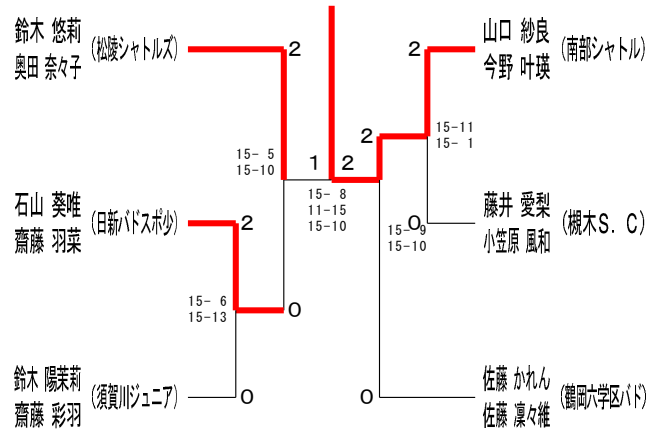 鈴木 悠莉
奥田 奈々子
(松陵シャトルズ)
2
15- 5
15-10
石山 葵唯
齋藤 羽菜
(日新バドスポ少)
2
0
15- 6
15-13
鈴木 陽茉莉
齋藤 彩羽
(須賀川ジュニア)
0
1 2
15- 8
11-15
15-10
山口 紗良
今野 叶瑛
(南部シャトル)
2
2
15-11
15- 1
藤井 愛梨
小笠原 風和
(槻木S．C)
0
15- 9
15-10
佐藤 かれん
佐藤 凜々維
(鶴岡六学区バド)
0